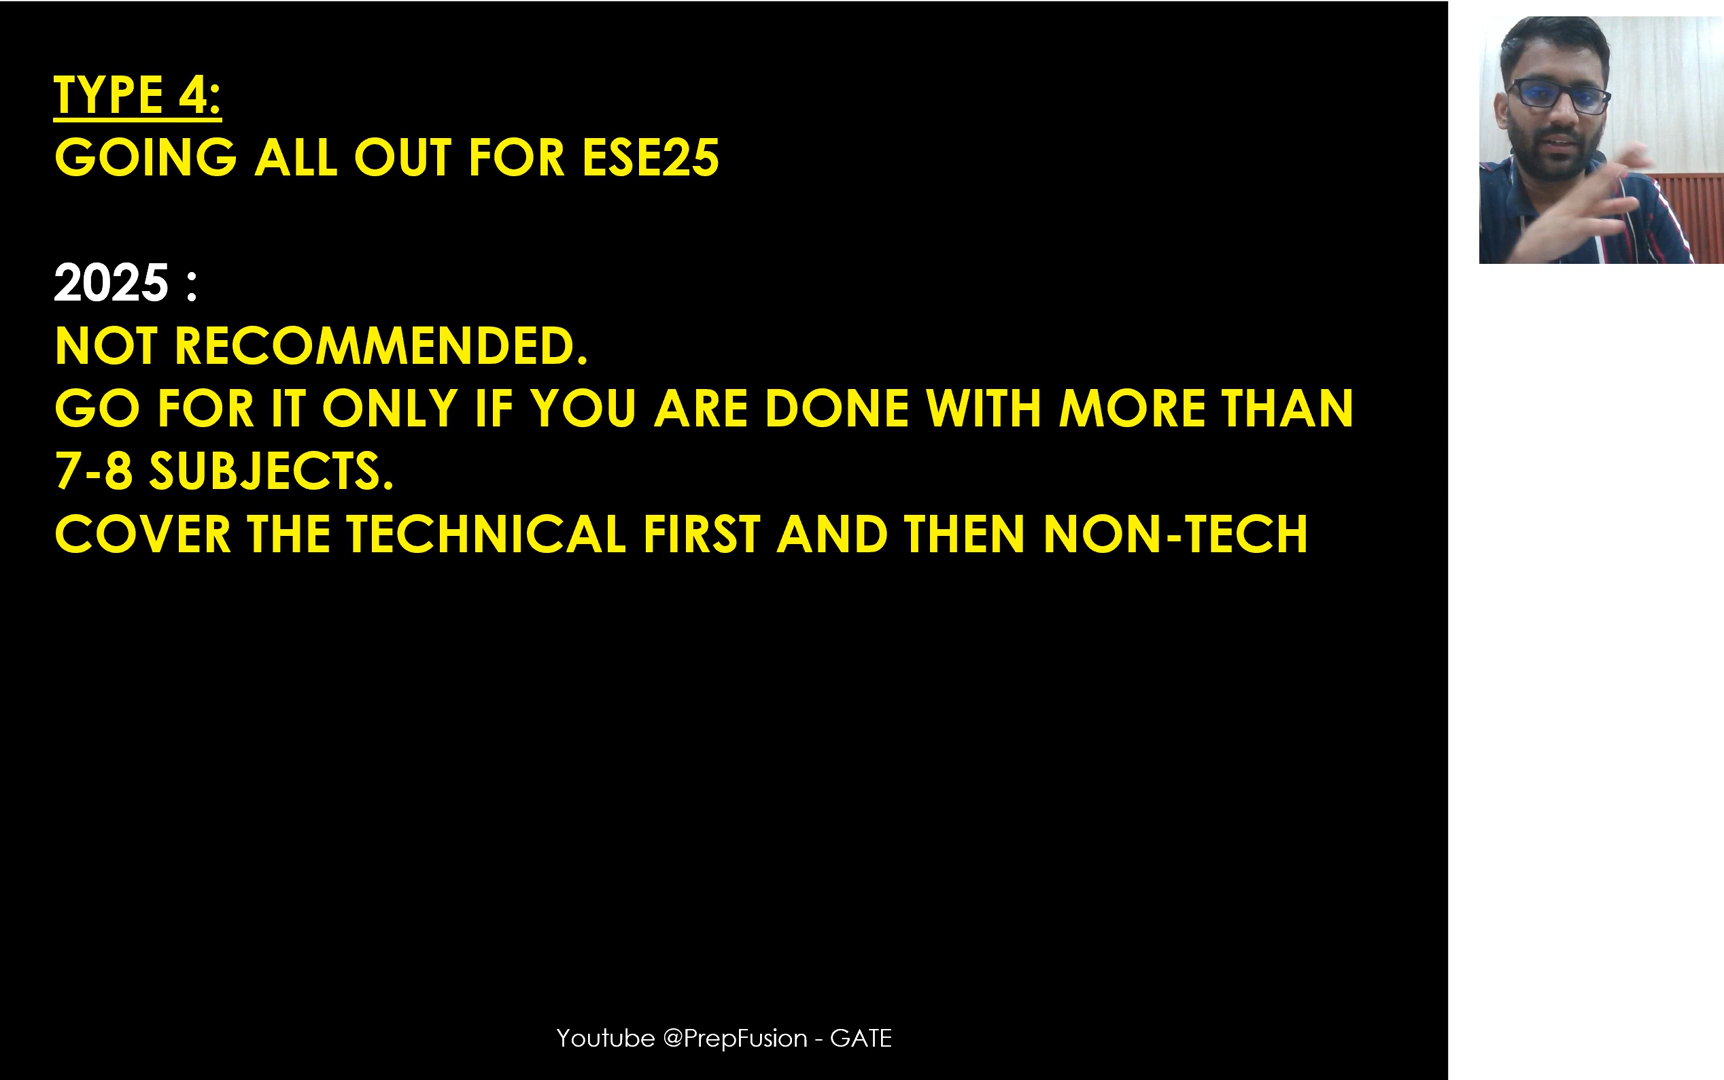 TYPE 4:
GOING ALL OUT FOR ESE25
2025 :
NOT RECOMMENDED.
GO FOR IT ONLY IF YOU ARE DONE WITH MORE THAN
7-8 SUBJECTS.
COVER THE TECHNICAL FIRST AND THEN NON-TECH
Youtube @PrepFusion - GATE